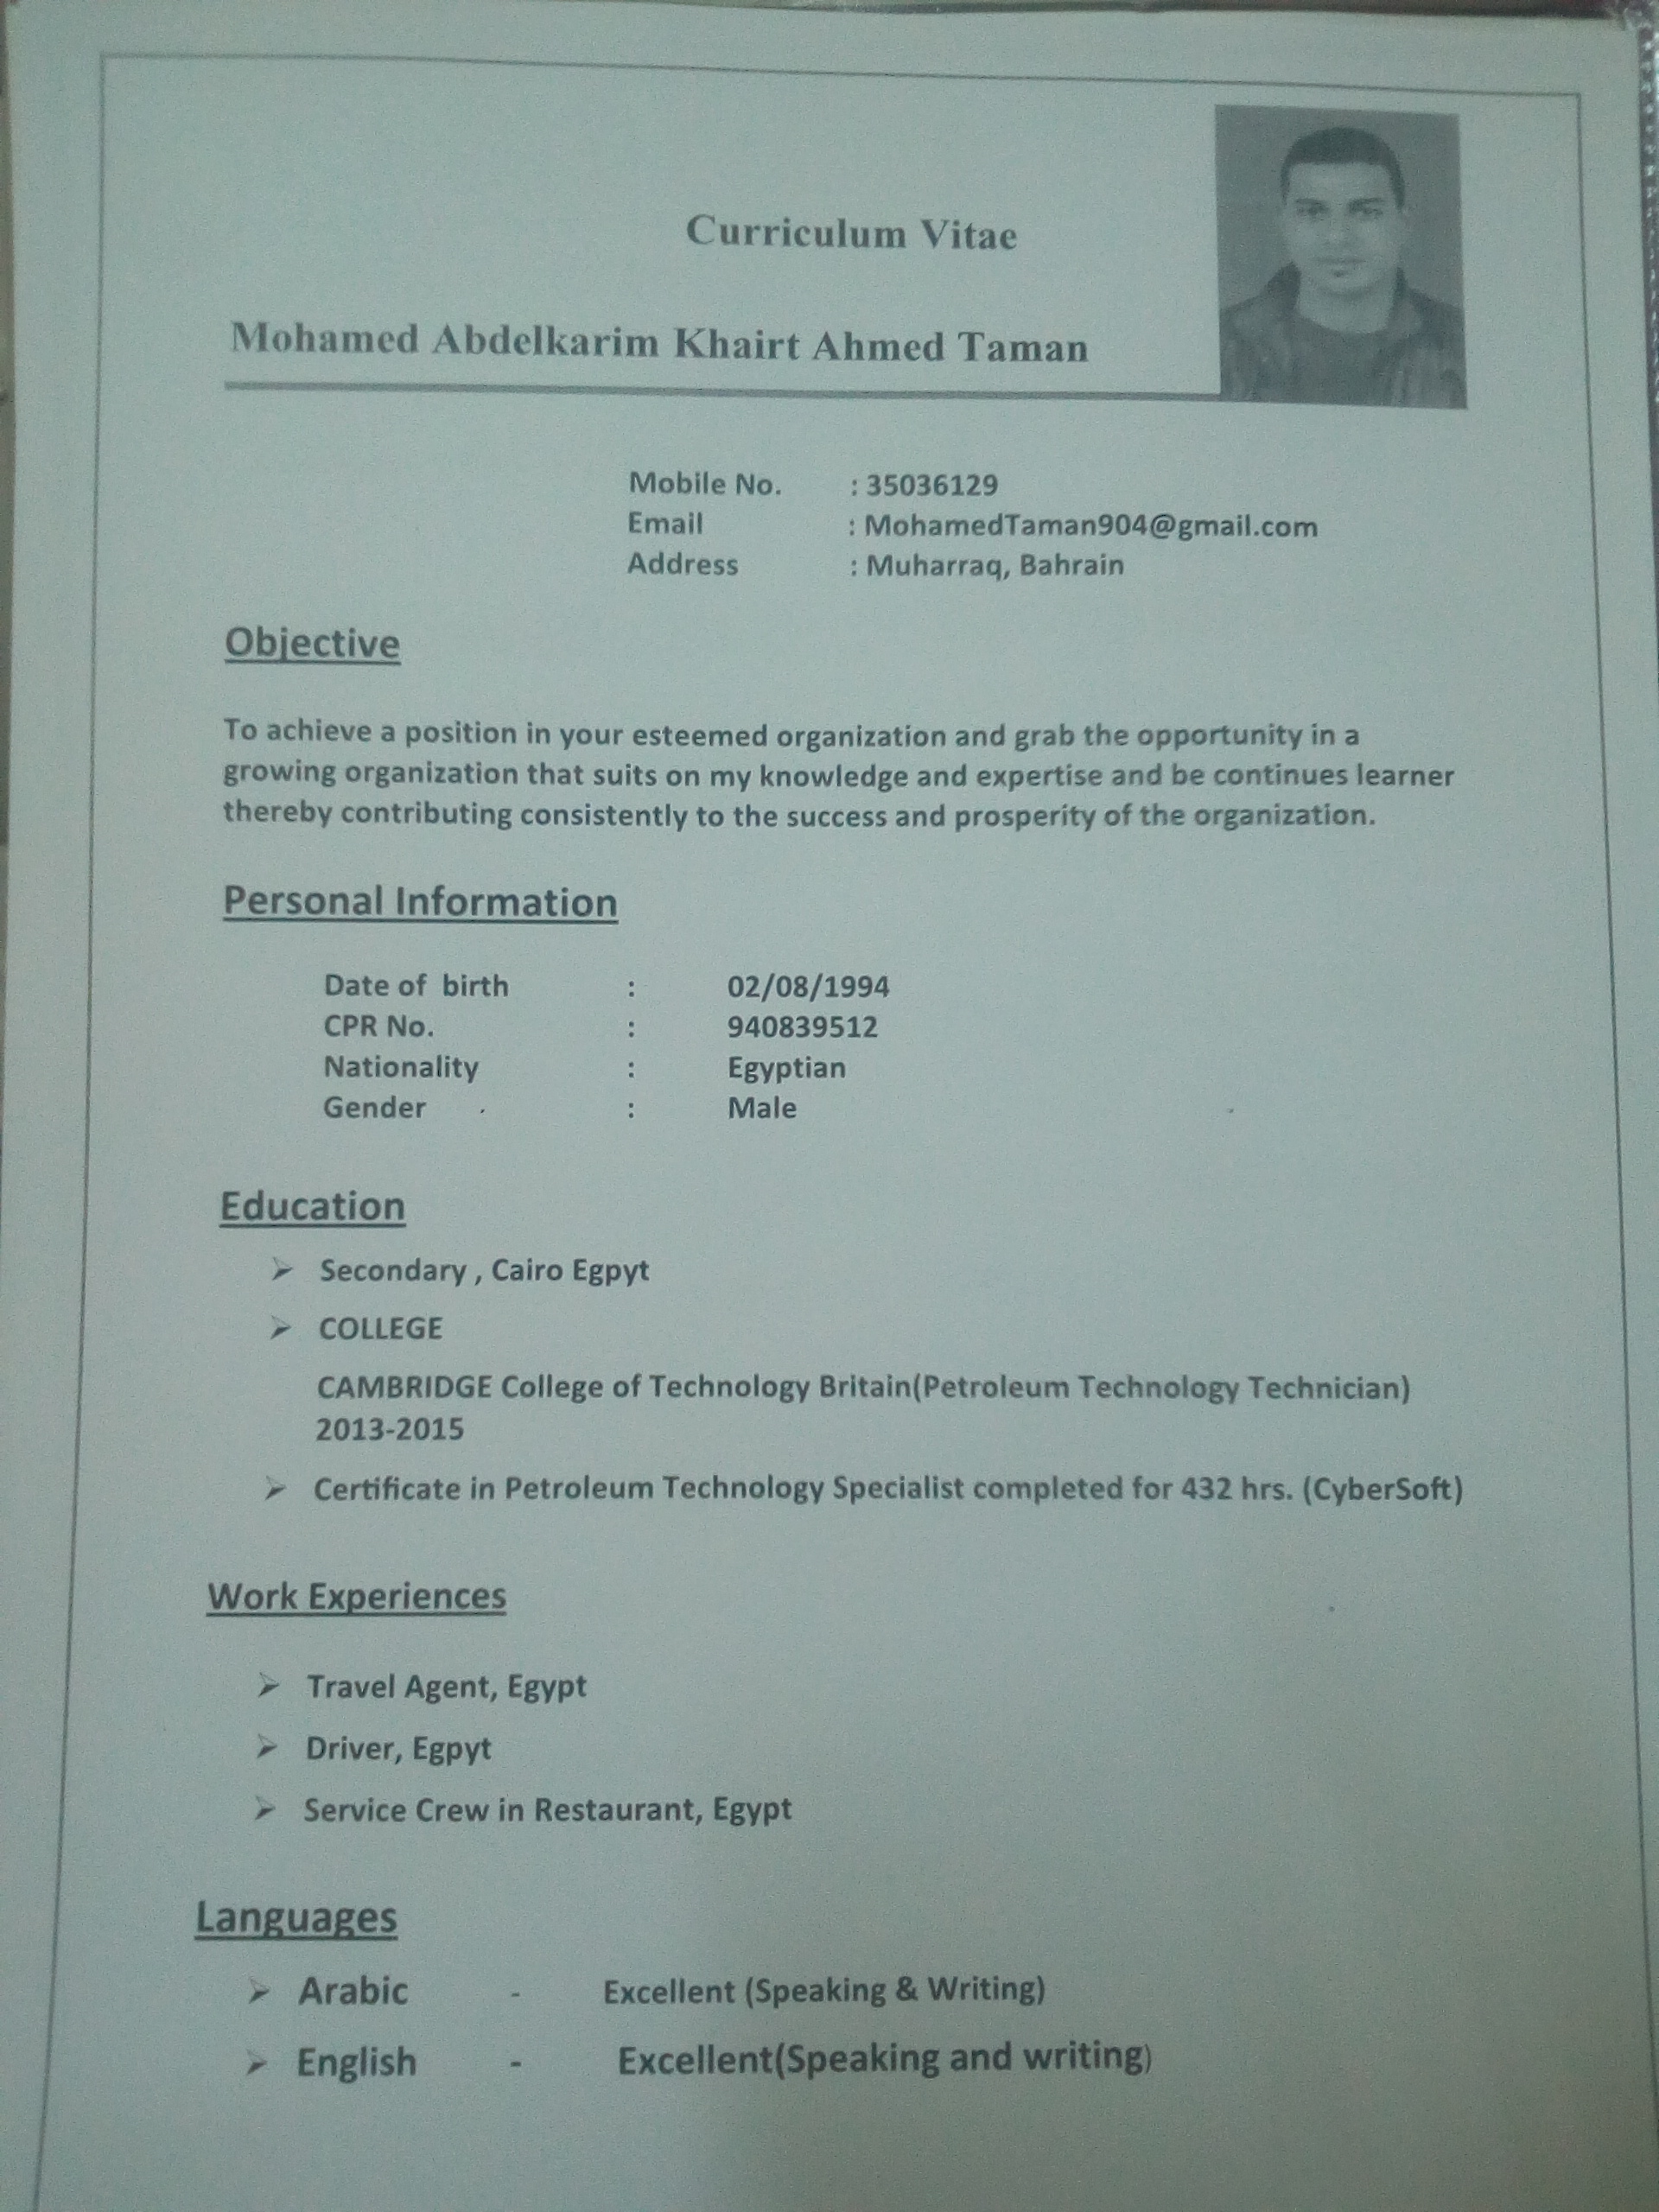 Curriculum Vitae
Mohamed Abdelkarim Khairt Ahmed Taman
Mobile No. : 35036129
Email : MohamedTaman904@gmail.com
Address : Muharraq, Bahrain
Objective
To achieve a position in your esteemed organization and grab the opportunity in a
growing organization that suits on my knowledge and expertise and be continues learner
thereby contributing consistently to the success and prosperity of the organization.
Personal Information
Date of birth : 02/08/1994
CPR No. : 940839512
Nationality : Egyptian
Gender : Male
Education
➢ Secondary , Cairo Egpyt
➢ COLLEGE
CAMBRIDGE College of Technology Britain(Petroleum Technology Technician)
2013-2015
➢ Certificate in Petroleum Technology Specialist completed for 432 hrs. (CyberSoft)
Work Experiences
➢ Travel Agent, Egypt
➢ Driver, Egpyt
➢ Service Crew in Restaurant, Egypt
Languages
➢ Arabic - Excellent (Speaking & Writing)
➢ English - Excellent(Speaking and writing)